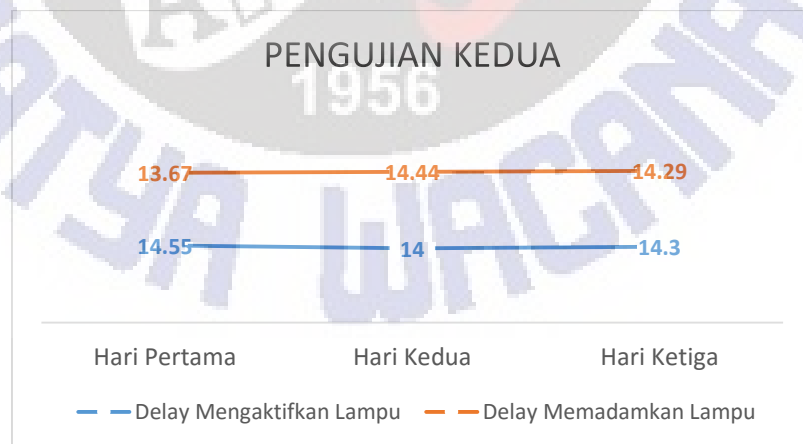 PENGUJIAN KEDUA
1956
13.67 14.44 14.29
14.55 14 14.3
WACANA
Hari Pertama Hari Kedua Hari Ketiga
Delay Mengaktifkan Lampu Delay Memadamkan Lampu